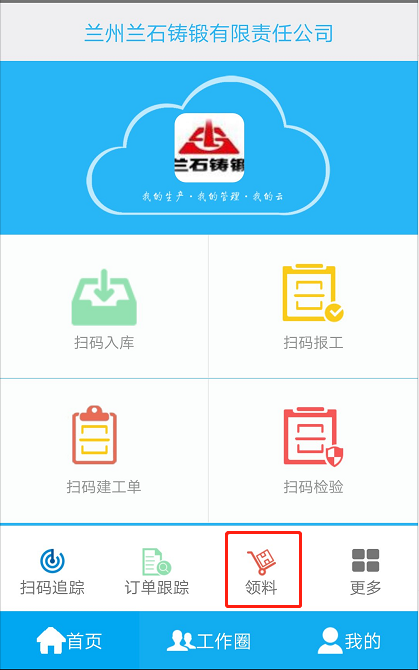 兰州兰石铸锻有限责任公司
兰石铸锻
我的生产·我的管理·我的云
扫码入库 扫码报工
扫码建工单 扫码检验
扫码追踪 订单跟踪 领料 更多
首页 工作圈 我的